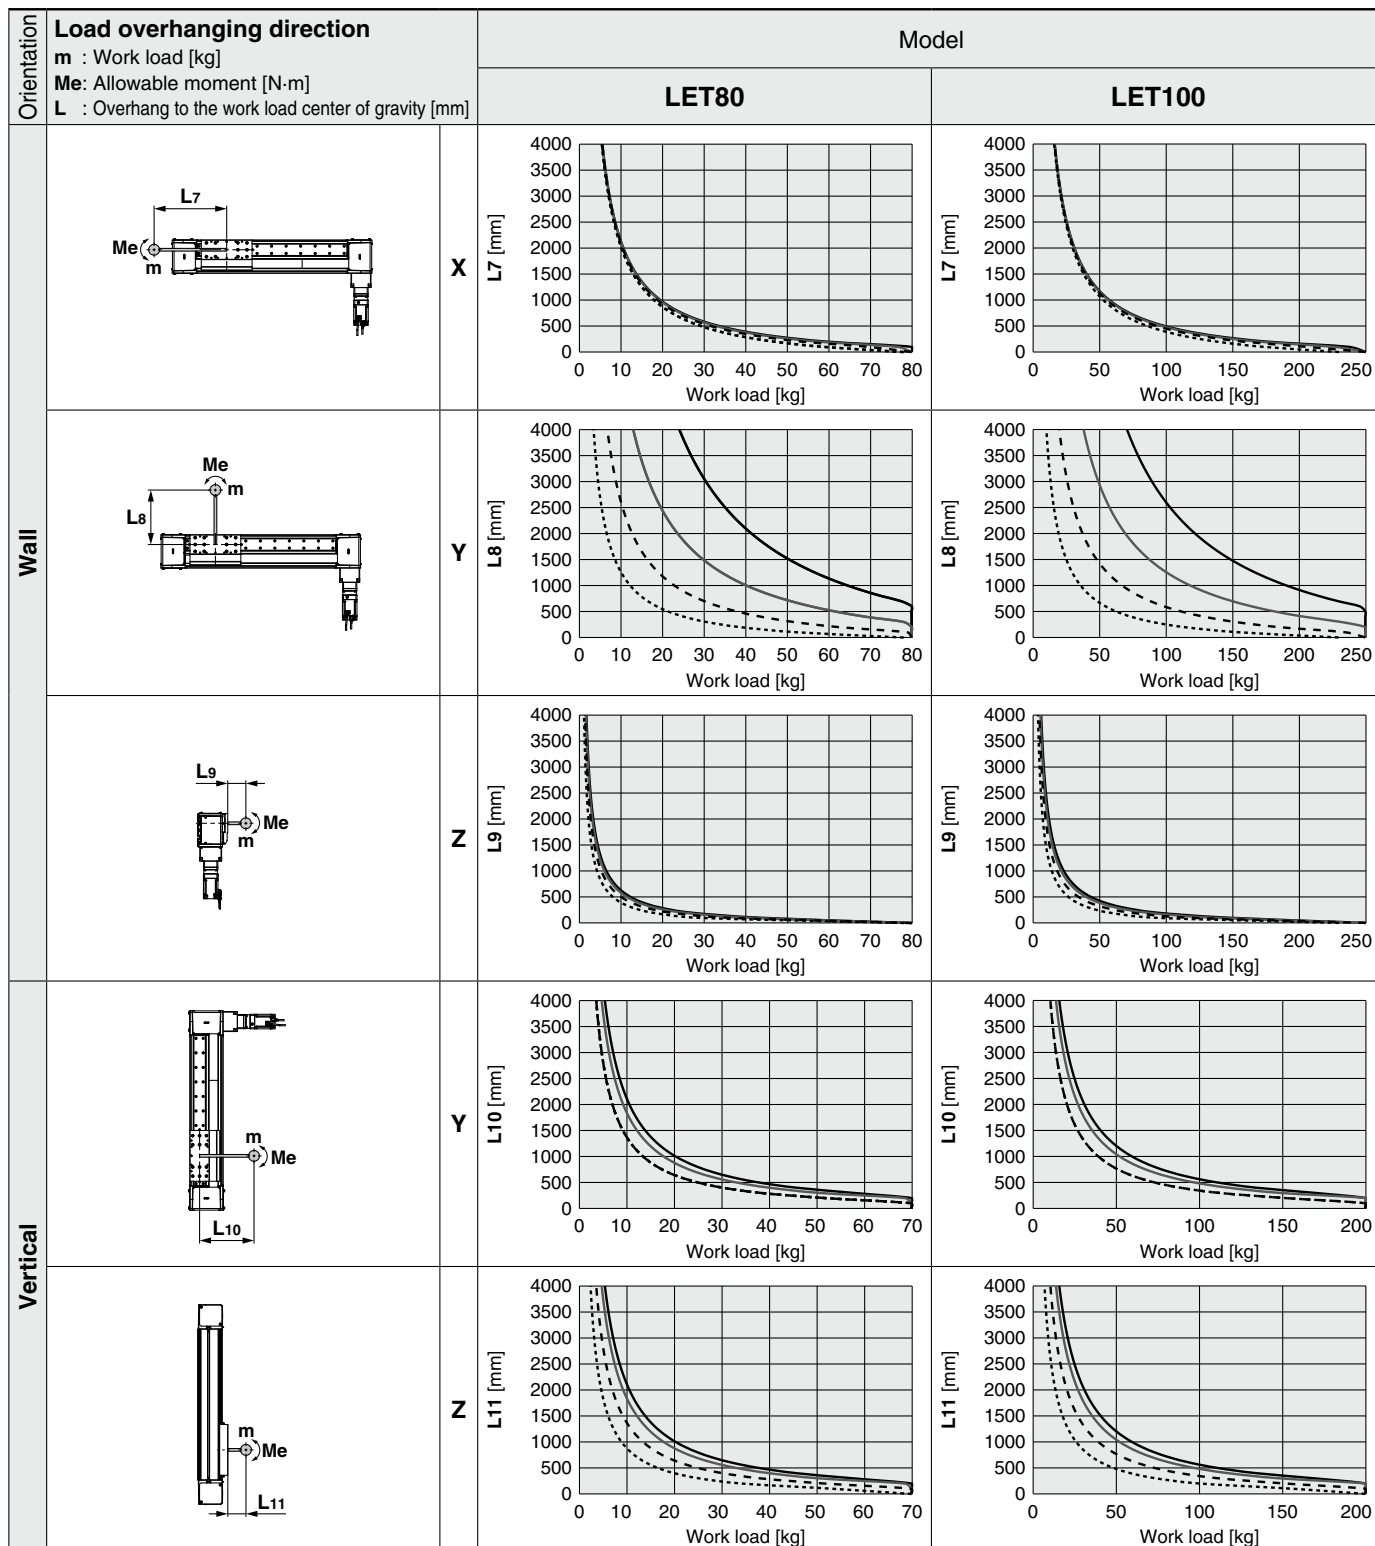 Orientation
Load overhanging direction
m : Work load [kg]
Me: Allowable moment [N·m]
L : Overhang to the work load center of gravity [mm]
Model
LET80
LET100
Wall
L7
Me
m
X
L7 [mm]
4000
3500
3000
2500
2000
1500
1000
500
0
0 10 20 30 40 50 60 70 80
Work load [kg]
L7 [mm]
4000
3500
3000
2500
2000
1500
1000
500
0
0 50 100 150 200 250
Work load [kg]
Me
m
L8
Y
L8 [mm]
4000
3500
3000
2500
2000
1500
1000
500
0
0 10 20 30 40 50 60 70 80
Work load [kg]
L8 [mm]
4000
3500
3000
2500
2000
1500
1000
500
0
0 50 100 150 200 250
Work load [kg]
L9
Me
m
Z
L9 [mm]
4000
3500
3000
2500
2000
1500
1000
500
0
0 10 20 30 40 50 60 70 80
Work load [kg]
L9 [mm]
4000
3500
3000
2500
2000
1500
1000
500
0
0 50 100 150 200 250
Work load [kg]
Vertical
m
Me
L10
Y
L10 [mm]
4000
3500
3000
2500
2000
1500
1000
500
0
0 10 20 30 40 50 60 70
Work load [kg]
L10 [mm]
4000
3500
3000
2500
2000
1500
1000
500
0
0 50 100 150 200
Work load [kg]
m
Me
L11
Z
L11 [mm]
4000
3500
3000
2500
2000
1500
1000
500
0
0 10 20 30 40 50 60 70
Work load [kg]
L11 [mm]
4000
3500
3000
2500
2000
1500
1000
500
0
0 50 100 150 200
Work load [kg]